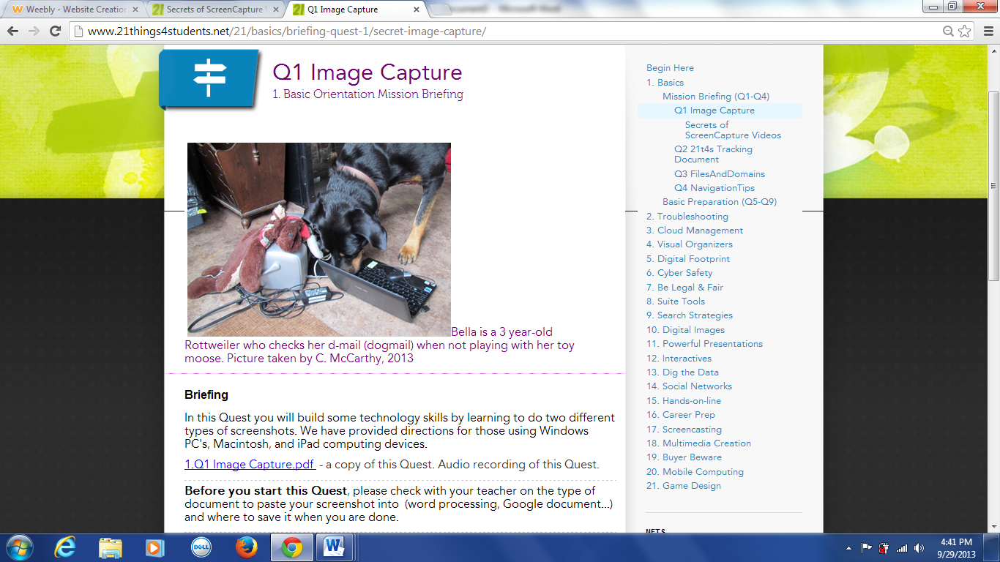 Weebly - Website Creation
21 Secrets of ScreenCapture V
21 Q1 Image Capture
Microsoft Word
www.21things4students.net/21/basics/briefing-quest-1/secret-image-capture/
Q1 Image Capture
1. Basic Orientation Mission Briefing
Bella is a 3 year-old
Rottweiler who checks her d-mail (dogmail) when not playing with her toy
moose. Picture taken by C. McCarthy, 2013
Briefing
In this Quest you will build some technology skills by learning to do two different
types of screenshots. We have provided directions for those using Windows
PC's, Macintosh, and iPad computing devices.
1.Q1 Image Capture.pdf - a copy of this Quest. Audio recording of this Quest.
Before you start this Quest, please check with your teacher on the type of
document to paste your screenshot into (word processing, Google document...)
and where to save it when you are done.
Begin Here
1. Basics
Mission Briefing (Q1-Q4)
Q1 Image Capture
Secrets of
ScreenCapture Videos
Q2 21t4s Tracking
Document
Q3 FilesAndDomains
Q4 NavigationTips
Basic Preparation (Q5-Q9)
2. Troubleshooting
3. Cloud Management
4. Visual Organizers
5. Digital Footprint
6. Cyber Safety
7. Be Legal & Fair
8. Suite Tools
9. Search Strategies
10. Digital Images
11. Powerful Presentations
12. Interactives
13. Dig the Data
14. Social Networks
15. Hands-on-line
16. Career Prep
17. Screencasting
18. Multimedia Creation
19. Buyer Beware
20. Mobile Computing
21. Game Design
NETS
DELL
W
4:41 PM
9/29/2013